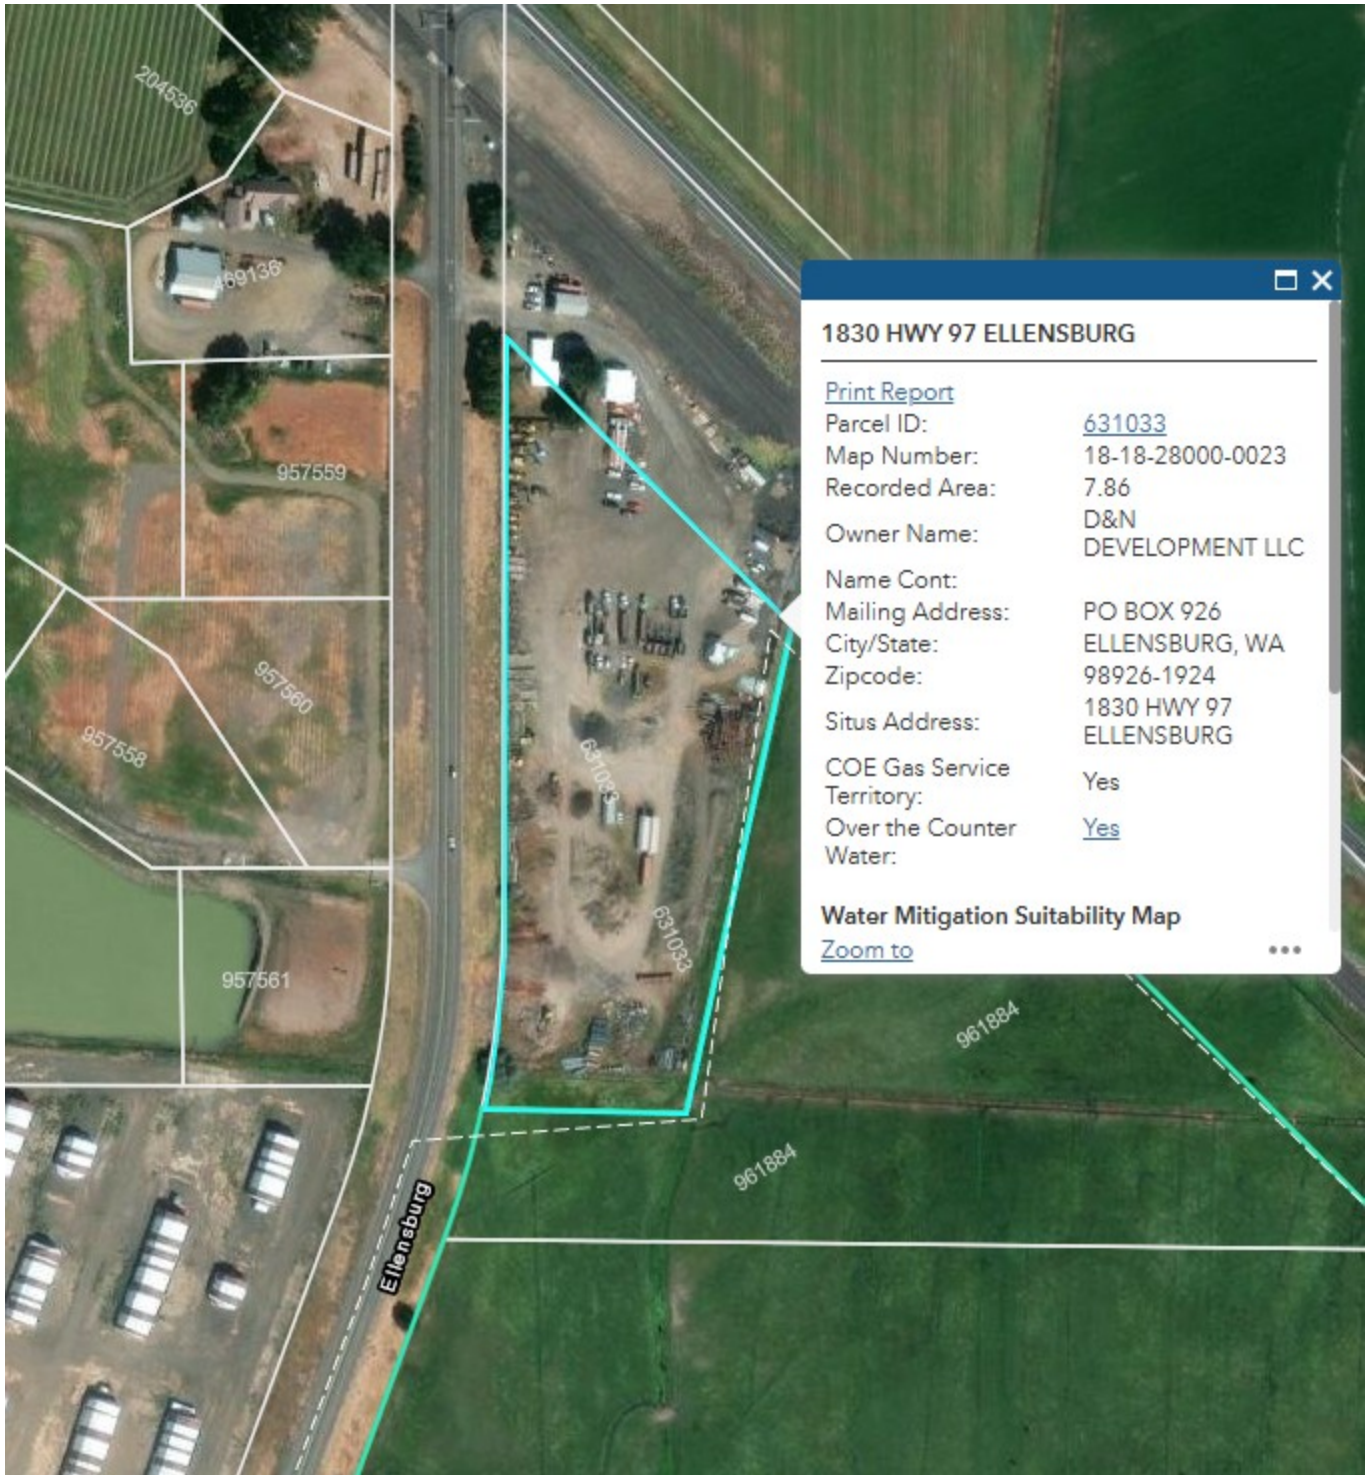 204536
469136
957559
957560
957558
957561
631033
631033
961884
961884
Ellensburg
1830 HWY 97 ELLENSBURG
Print Report
Parcel ID: 631033
Map Number: 18-18-28000-0023
Recorded Area: 7.86
Owner Name: D&N
DEVELOPMENT LLC
Name Cont:
Mailing Address: PO BOX 926
City/State: ELLENSBURG, WA
Zipcode: 98926-1924
Situs Address: 1830 HWY 97
ELLENSBURG
COE Gas Service
Territory: Yes
Over the Counter
Water: Yes
Water Mitigation Suitability Map
Zoom to